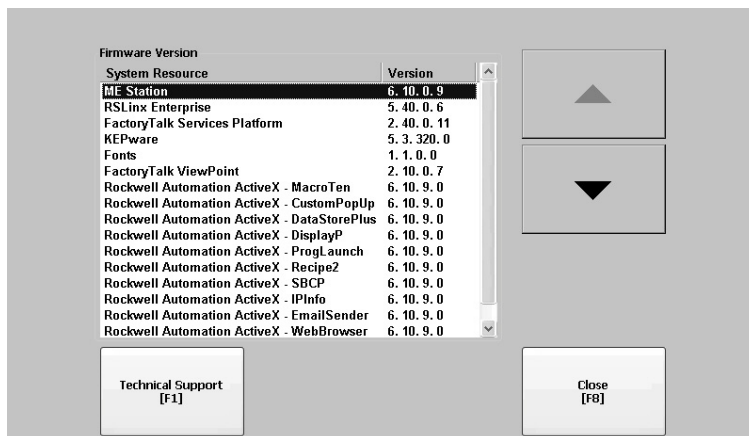 Firmware Version
System Resource Version
ME Station 6. 10. 0. 9
RSLinx Enterprise 5. 40. 0. 6
FactoryTalk Services Platform 2. 40. 0. 11
KEPware 5. 3. 320. 0
Fonts 1. 1. 0. 0
FactoryTalk ViewPoint 2. 10. 0. 7
Rockwell Automation ActiveX - MacroTen 6. 10. 9. 0
Rockwell Automation ActiveX - CustomPopUp 6. 10. 9. 0
Rockwell Automation ActiveX - DataStorePlus 6. 10. 9. 0
Rockwell Automation ActiveX - DisplayP 6. 10. 9. 0
Rockwell Automation ActiveX - ProgLaunch 6. 10. 9. 0
Rockwell Automation ActiveX - Recipe2 6. 10. 9. 0
Rockwell Automation ActiveX - SBCP 6. 10. 9. 0
Rockwell Automation ActiveX - IPInfo 6. 10. 9. 0
Rockwell Automation ActiveX - EmailSender 6. 10. 9. 0
Rockwell Automation ActiveX - WebBrowser 6. 10. 9. 0
Technical Support
[F1]
Close
[F8]